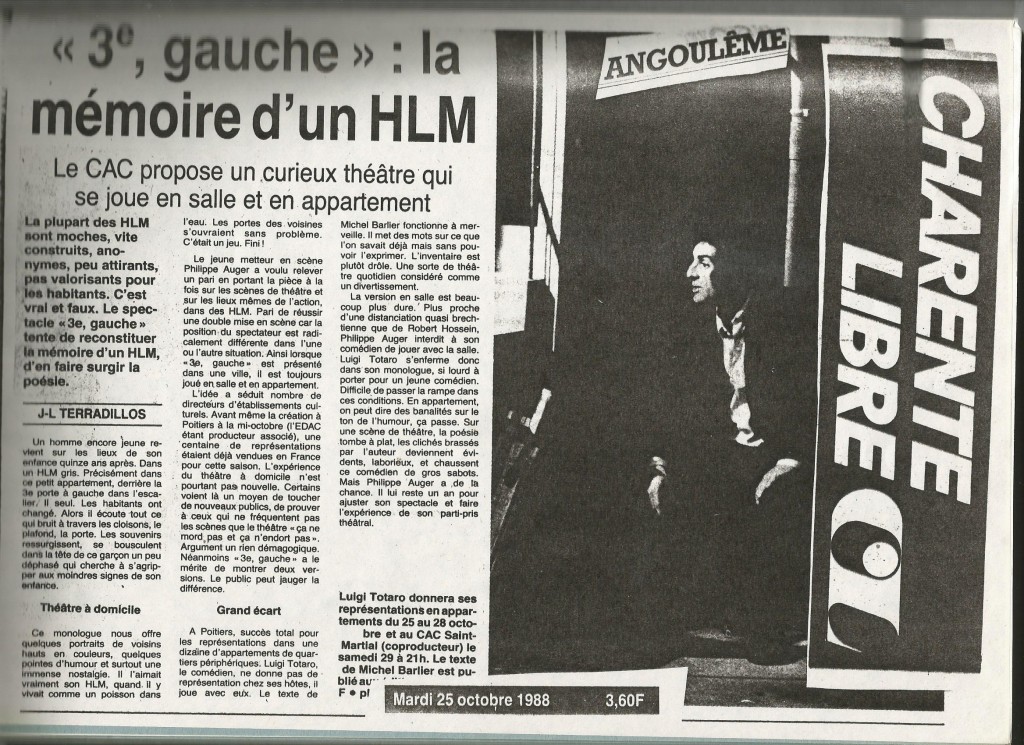 « 3e, gauche » : la
mémoire d'un HLM
Le CAC propose un curieux théâtre qui
se joue en salle et en appartement
La plupart des HLM
sont moches, vite
construits, ano-
nymes, peu attirants,
pas valorisants pour
les habitants. C'est
vrai et faux. Le spec-
tacle «3e, gauche»
tente de reconstituer
la mémoire d'un HLM,
d'en faire surgir la
poésie.
J-L TERRADILLOS
Un homme encore jeune re-
vient sur les lieux de son
enfance quinze ans après. Dans
un HLM gris. Précisément dans
ce petit appartement, derrière la
3e porte à gauche dans l'esca-
lier. Il seul. Les habitants ont
changé. Alors il écoute tout ce
qui bruit à travers les cloisons, le
plafond, la porte. Les souvenirs
ressurgissent, se bousculent
dans la tête de ce garçon un peu
déphasé qui cherche à s'agrip-
per aux moindres signes de son
enfance.
Théâtre à domicile
Ce monologue nous offre
quelques portraits de voisins
hauts en couleurs, quelques
pointes d'humour et surtout une
immense nostalgie. Il l'aimait
vraiment son HLM, quand il y
vivait comme un poisson dans
l'eau. Les portes des voisines
s'ouvraient sans problème.
C'était un jeu. Fini !
Le jeune metteur en scène
Philippe Auger a voulu relever
un pari en portant la pièce à la
fois sur les scènes de théâtre et
sur les lieux mêmes de l'action,
dans des HLM. Pari de réussir
une double mise en scène car la
position du spectateur est radi-
calement différente dans l'une
ou l'autre situation. Ainsi lorsque
«3e, gauche» est présenté
dans une ville, il est toujours
joué en salle et en appartement.
L'idée a séduit nombre de
directeurs d'établissements cul-
turels. Avant même la création à
Poitiers à la mi-octobre (l'EDAC
étant producteur associé), une
centaine de représentations
étaient déjà vendues en France
pour cette saison. L'expérience
du théâtre à domicile n'est
pourtant pas nouvelle. Certains
voient là un moyen de toucher
de nouveaux publics, de prouver
à ceux qui ne fréquentent pas
les scènes que le théâtre «ça ne
mord pas et ça n'endort pas».
Argument un rien démagogique.
Néanmoins «3e, gauche» a le
mérite de montrer deux ver-
sions. Le public peut jauger la
différence.
Grand écart
A Poitiers, succès total pour
les représentations dans une
dizaine d'appartements de quar-
tiers périphériques. Luigi Totaro,
le comédien, ne donne pas de
représentation chez ses hôtes, il
joue avec eux. Le texte de
Michel Barlier fonctionne à mer-
veille. Il met des mots sur ce que
l'on savait déjà mais sans pou-
voir l'exprimer. L'inventaire est
plutôt drôle. Une sorte de théâ-
tre quotidien considéré comme
un divertissement.
La version en salle est beau-
coup plus dure. Plus proche
d'une distanciation quasi brech-
tienne que de Robert Hossein,
Philippe Auger interdit à son
comédien de jouer avec la salle.
Luigi Totaro s'enferme donc
dans son monologue, si lourd à
porter pour un jeune comédien.
Difficile de passer la rampe dans
ces conditions. En appartement,
on peut dire des banalités sur le
ton de l'humour, ça passe. Sur
une scène de théâtre, la poésie
tombe à plat, les clichés brassés
par l'auteur deviennent évi-
dents, laborieux, et chaussent
ce comédien de gros sabots.
Mais Philippe Auger a de la
chance. Il lui reste un an pour
ajuster son spectacle et faire
l'expérience de son parti-pris
théâtral.
Luigi Totaro donnera ses
représentations en appar-
tements du 25 au 28 octo-
bre et au CAC Saint-
Martial (coproducteur) le
samedi 29 à 21h. Le texte
de Michel Barlier est pu-
blié au
F • pl
Mardi 25 octobre 1988 3,60F
ANGOULÊME
CHARENTE
LIBRE